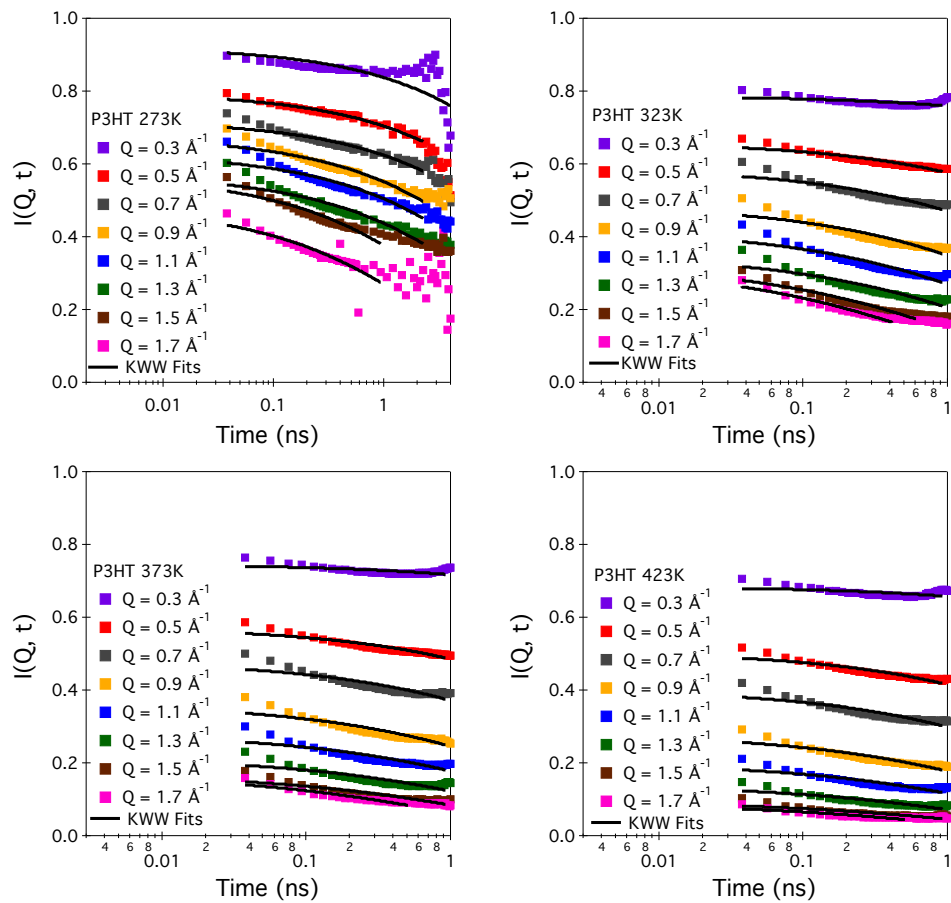 1.0
0.8
0.6
0.4
0.2
0.0
I(Q, t)
P3HT 273K
Q = 0.3 Å⁻¹
Q = 0.5 Å⁻¹
Q = 0.7 Å⁻¹
Q = 0.9 Å⁻¹
Q = 1.1 Å⁻¹
Q = 1.3 Å⁻¹
Q = 1.5 Å⁻¹
Q = 1.7 Å⁻¹
KWW Fits
0.01 0.1 1
Time (ns)
1.0
0.8
0.6
0.4
0.2
0.0
I(Q, t)
P3HT 323K
Q = 0.3 Å⁻¹
Q = 0.5 Å⁻¹
Q = 0.7 Å⁻¹
Q = 0.9 Å⁻¹
Q = 1.1 Å⁻¹
Q = 1.3 Å⁻¹
Q = 1.5 Å⁻¹
Q = 1.7 Å⁻¹
KWW Fits
4 6 8 0.01 2 4 6 8 0.1 2 4 6 8 1
Time (ns)
1.0
0.8
0.6
0.4
0.2
0.0
I(Q, t)
P3HT 373K
Q = 0.3 Å⁻¹
Q = 0.5 Å⁻¹
Q = 0.7 Å⁻¹
Q = 0.9 Å⁻¹
Q = 1.1 Å⁻¹
Q = 1.3 Å⁻¹
Q = 1.5 Å⁻¹
Q = 1.7 Å⁻¹
KWW Fits
4 6 8 0.01 2 4 6 8 0.1 2 4 6 8 1
Time (ns)
1.0
0.8
0.6
0.4
0.2
0.0
I(Q, t)
P3HT 423K
Q = 0.3 Å⁻¹
Q = 0.5 Å⁻¹
Q = 0.7 Å⁻¹
Q = 0.9 Å⁻¹
Q = 1.1 Å⁻¹
Q = 1.3 Å⁻¹
Q = 1.5 Å⁻¹
Q = 1.7 Å⁻¹
KWW Fits
4 6 8 0.01 2 4 6 8 0.1 2 4 6 8 1
Time (ns)